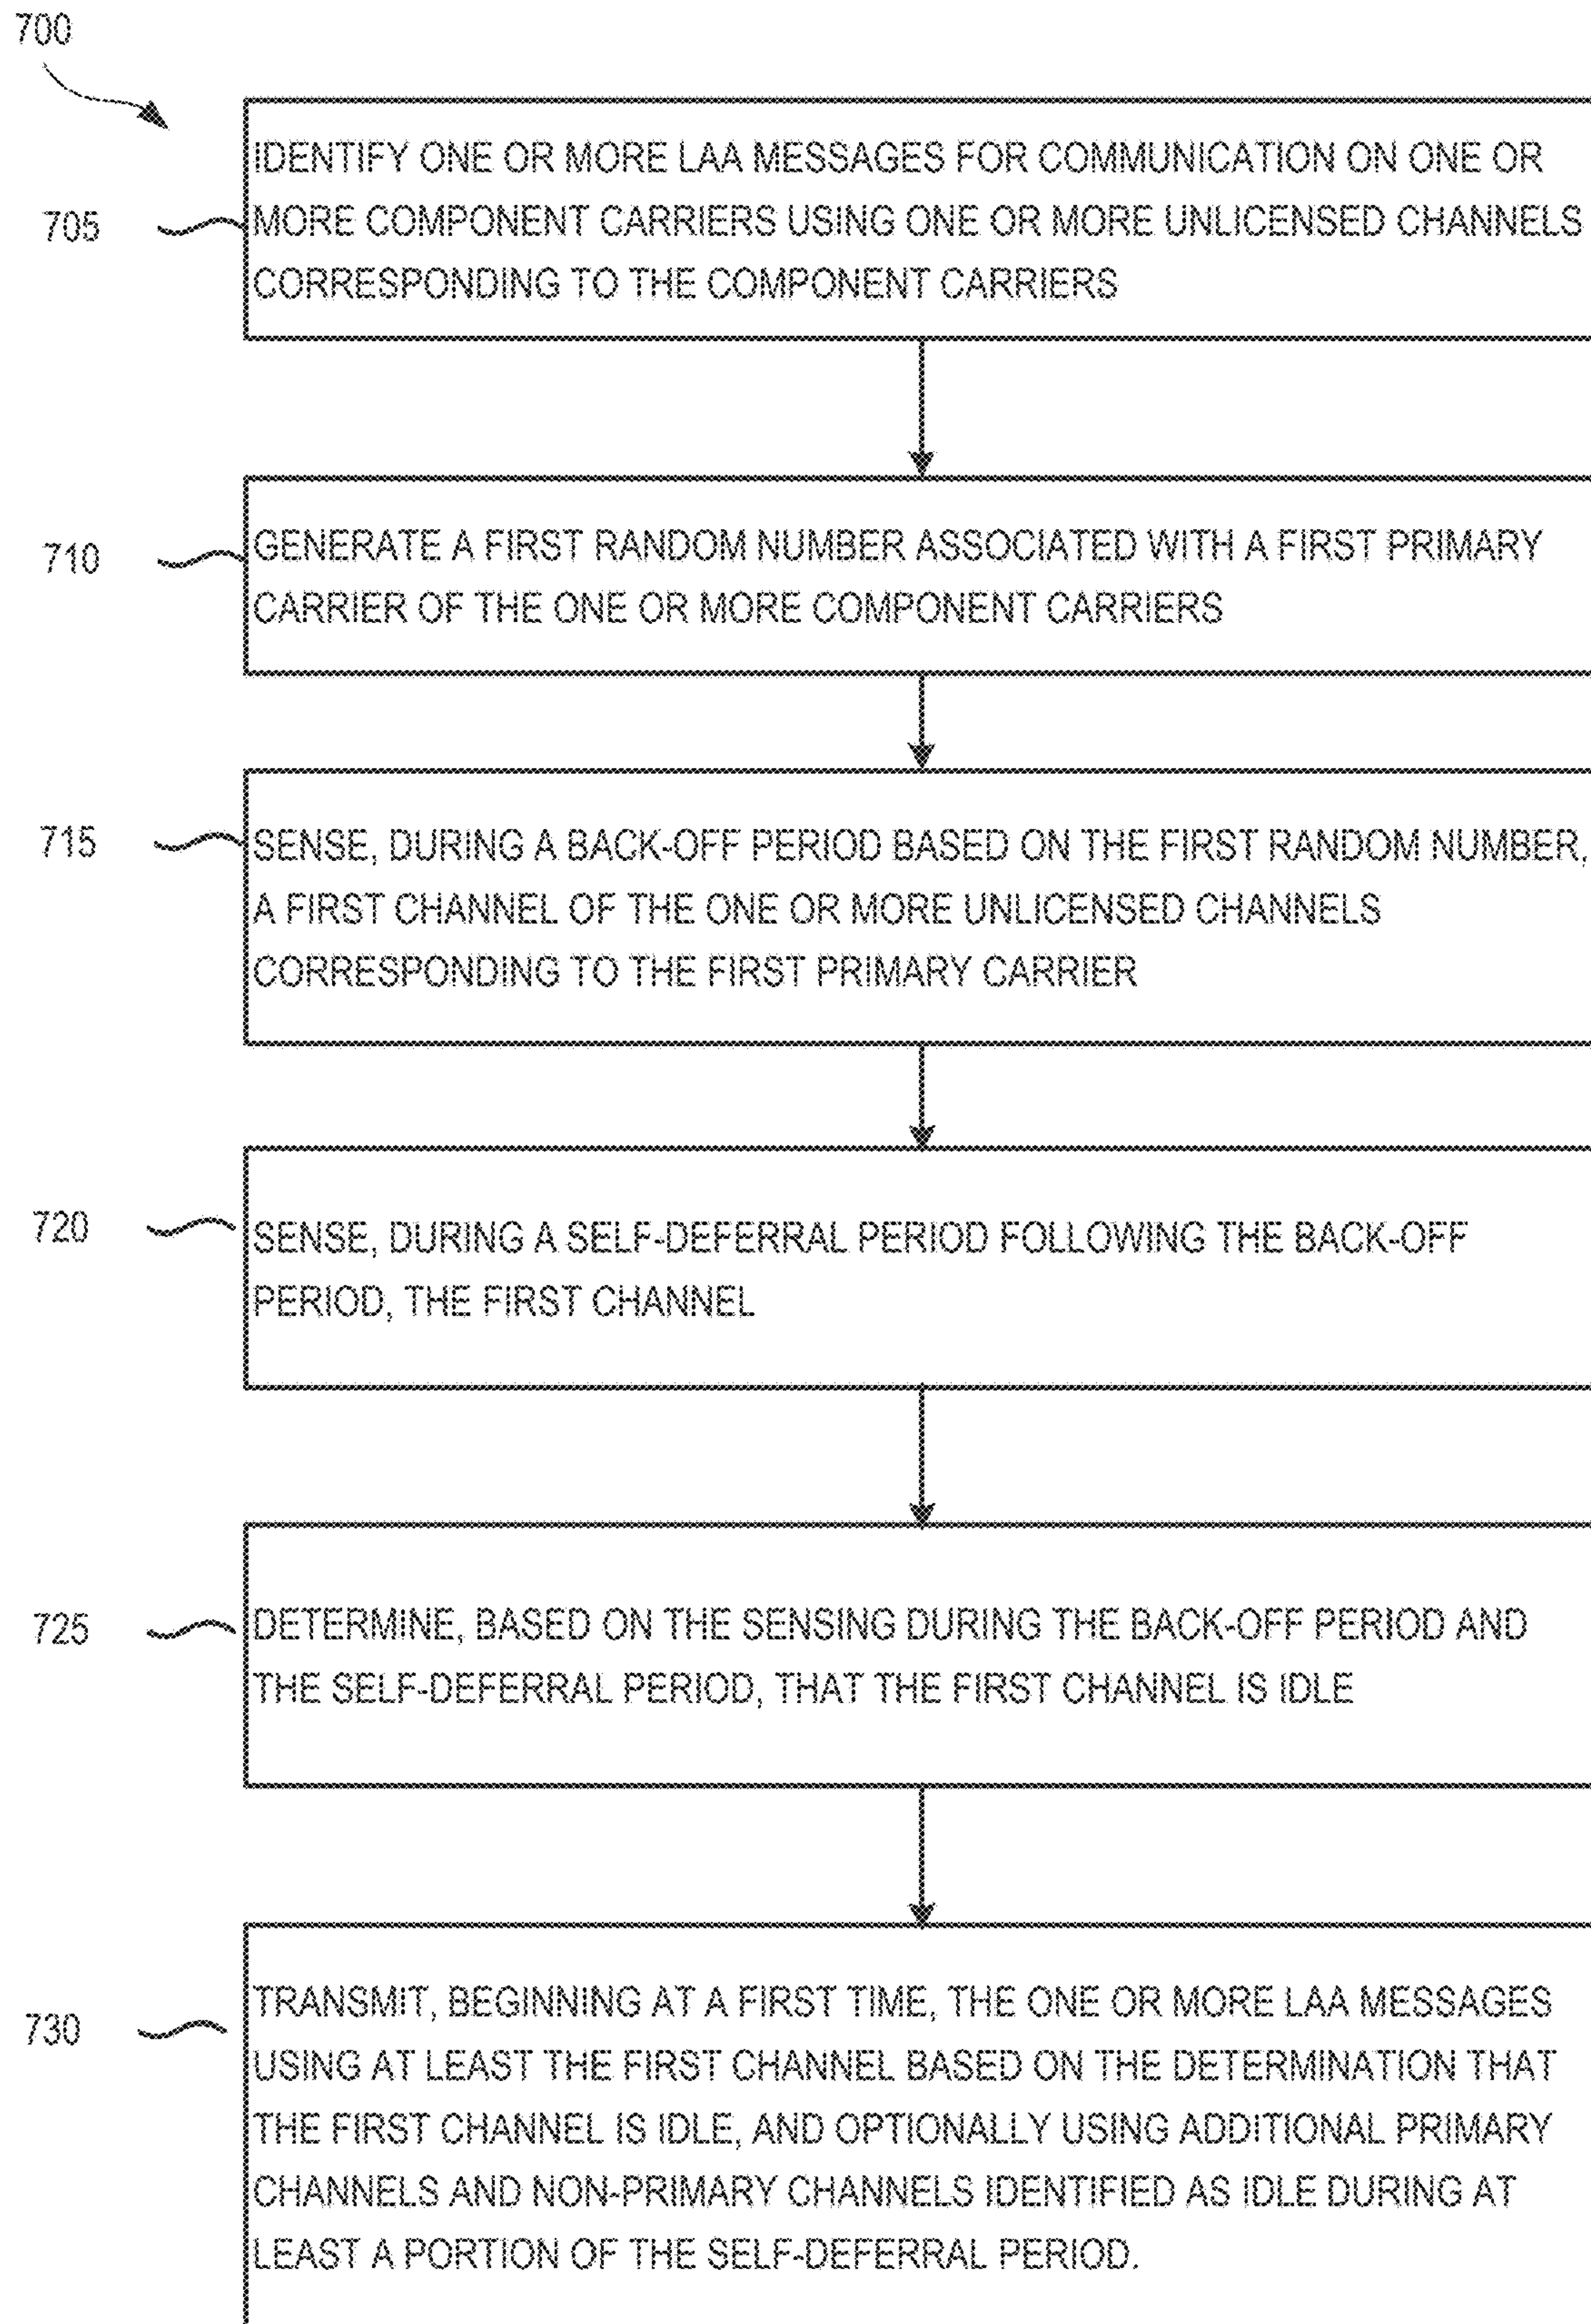 700
705
IDENTIFY ONE OR MORE LAA MESSAGES FOR COMMUNICATION ON ONE OR
MORE COMPONENT CARRIERS USING ONE OR MORE UNLICENSED CHANNELS
CORRESPONDING TO THE COMPONENT CARRIERS
710
GENERATE A FIRST RANDOM NUMBER ASSOCIATED WITH A FIRST PRIMARY
CARRIER OF THE ONE OR MORE COMPONENT CARRIERS
715
SENSE, DURING A BACK-OFF PERIOD BASED ON THE FIRST RANDOM NUMBER,
A FIRST CHANNEL OF THE ONE OR MORE UNLICENSED CHANNELS
CORRESPONDING TO THE FIRST PRIMARY CARRIER
720
SENSE, DURING A SELF-DEFERRAL PERIOD FOLLOWING THE BACK-OFF
PERIOD, THE FIRST CHANNEL
725
DETERMINE, BASED ON THE SENSING DURING THE BACK-OFF PERIOD AND
THE SELF-DEFERRAL PERIOD, THAT THE FIRST CHANNEL IS IDLE
730
TRANSMIT, BEGINNING AT A FIRST TIME, THE ONE OR MORE LAA MESSAGES
USING AT LEAST THE FIRST CHANNEL BASED ON THE DETERMINATION THAT
THE FIRST CHANNEL IS IDLE, AND OPTIONALLY USING ADDITIONAL PRIMARY
CHANNELS AND NON-PRIMARY CHANNELS IDENTIFIED AS IDLE DURING AT
LEAST A PORTION OF THE SELF-DEFERRAL PERIOD.